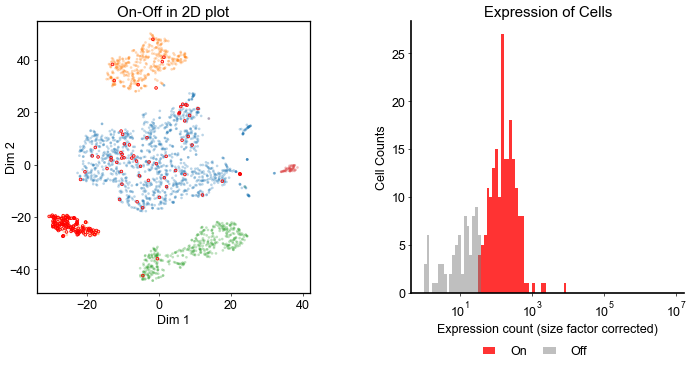 On-Off in 2D plot
Expression of Cells
Dim 2
40
20
0
−20
−40
−20
0
20
40
Dim 1
Cell Counts
25
20
15
10
5
0
10^1
10^3
10^5
10^7
Expression count (size factor corrected)
On
Off